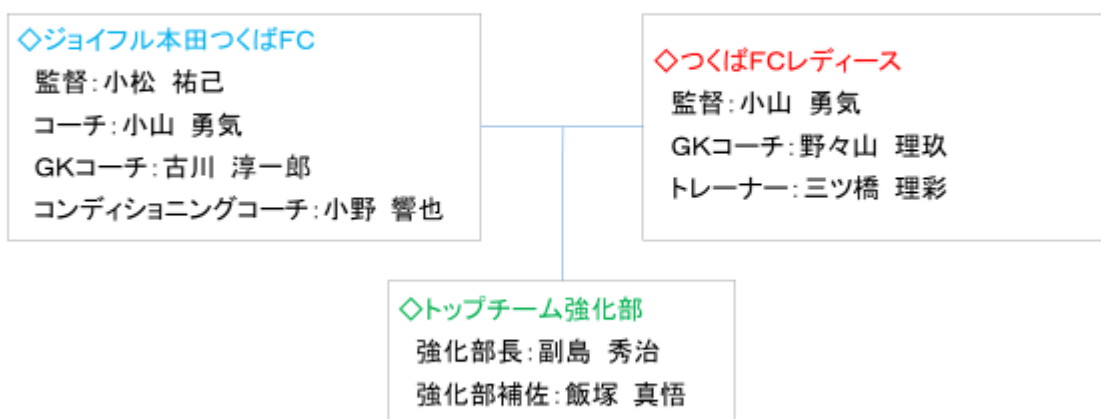 ◇ジョイフル本田つくばFC
監督：小松 祐己
コーチ：小山 勇気
GKコーチ：古川 淳一郎
コンディショニングコーチ：小野 響也
◇つくばFCレディース
監督：小山 勇気
GKコーチ：野々山 理玖
トレーナー：三ツ橋 理彩
◇トップチーム強化部
強化部長：副島 秀治
強化部補佐：飯塚 真悟